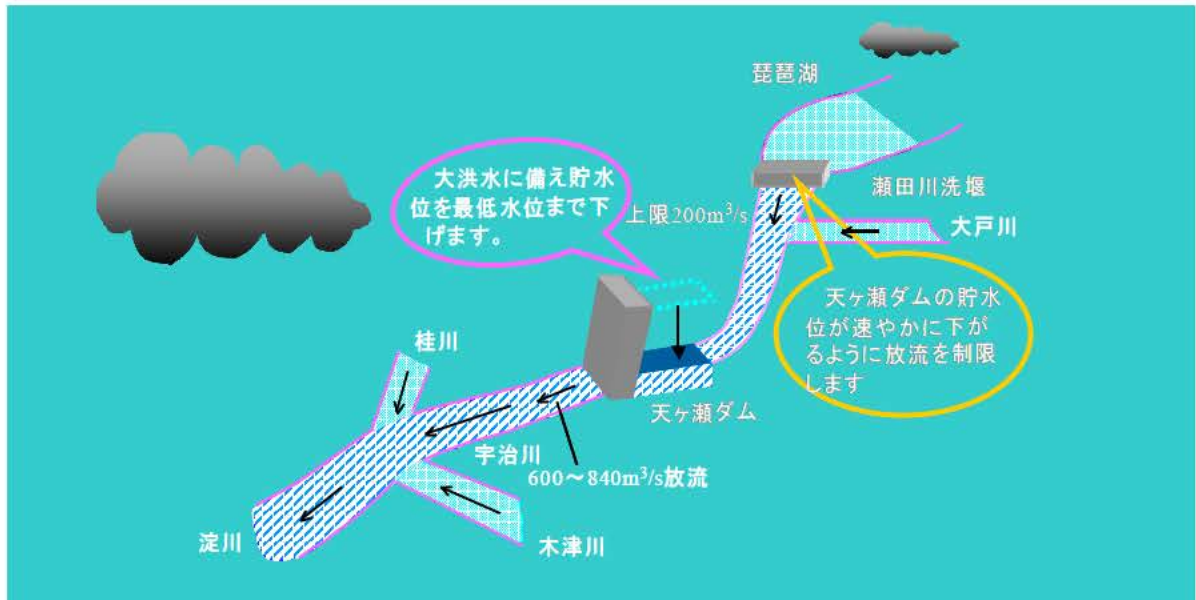 琵琶湖
大洪水に備え貯水
位を最低水位まで下
げます。
瀬田川洗堰
上限200m³/s
大戸川
天ヶ瀬ダムの貯水
位が速やかに下が
るように放流を制限
します
桂川
天ヶ瀬ダム
宇治川
600～840m³/s放流
淀川
木津川